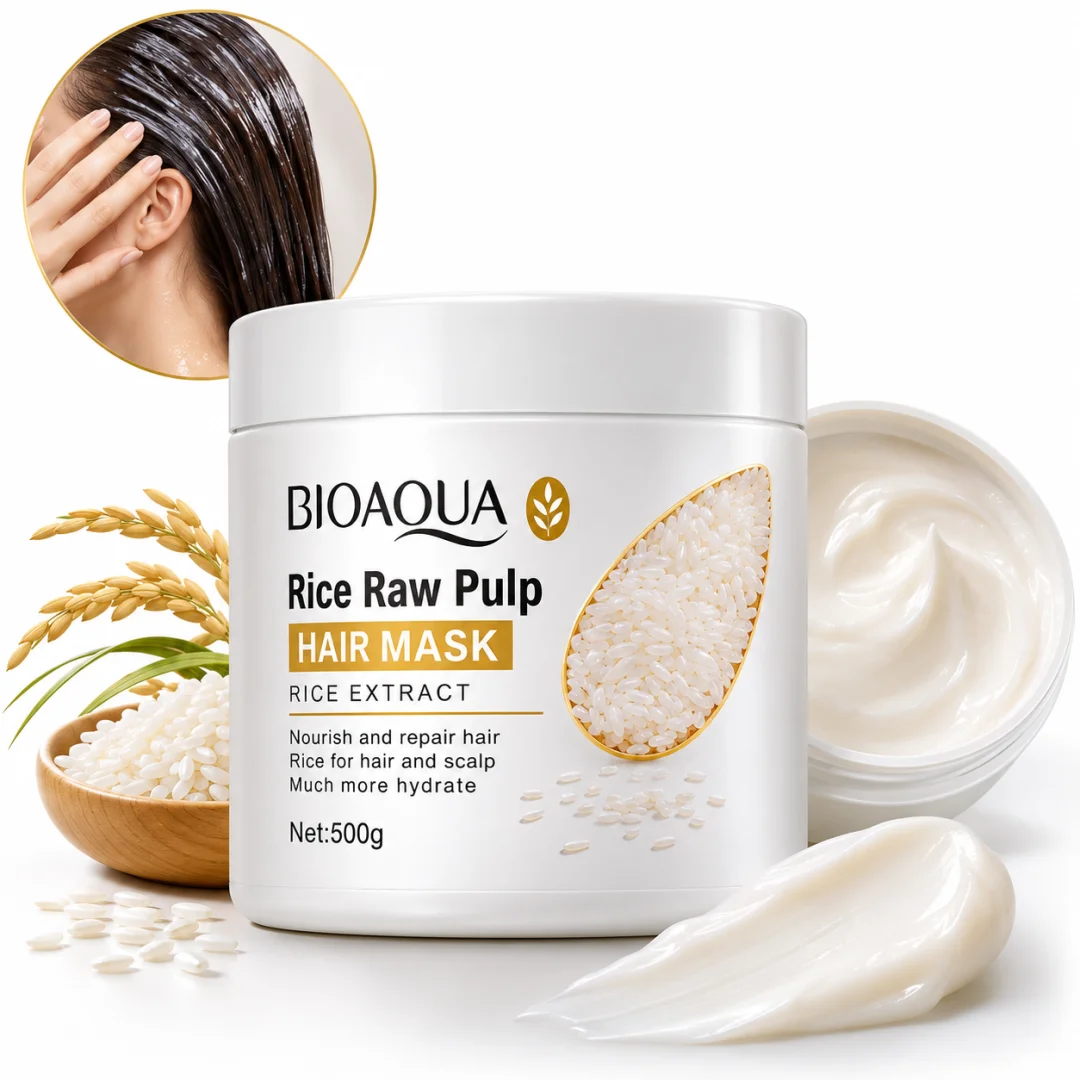 BIOAQUA
Rice Raw Pulp
HAIR MASK
RICE EXTRACT
Nourish and repair hair
Rice for hair and scalp
Much more hydrate
Net:500g